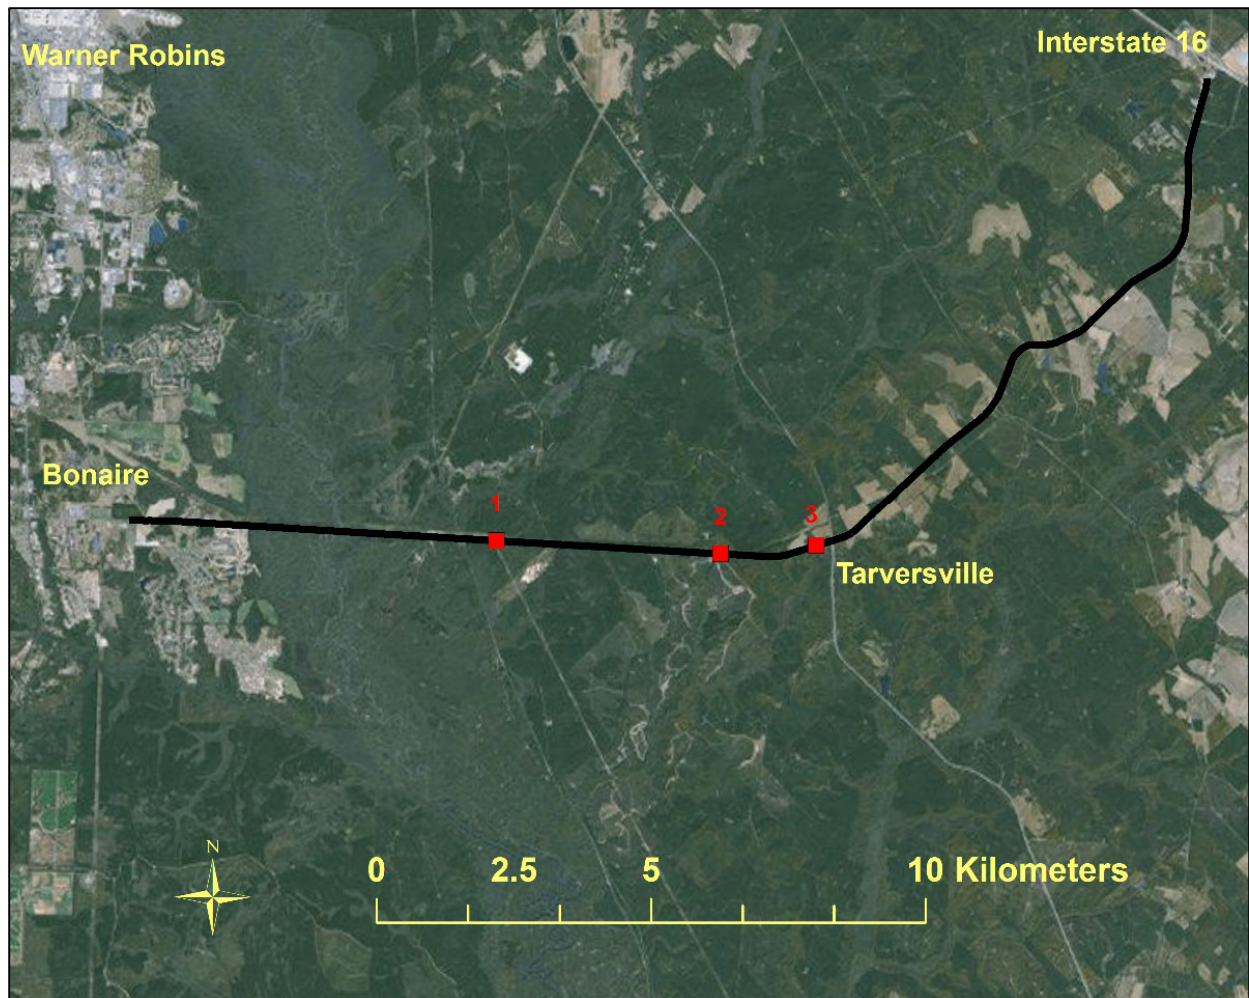 Warner Robins
Interstate 16
Bonaire
1
2
3
Tarversville
N
0 2.5 5 10 Kilometers